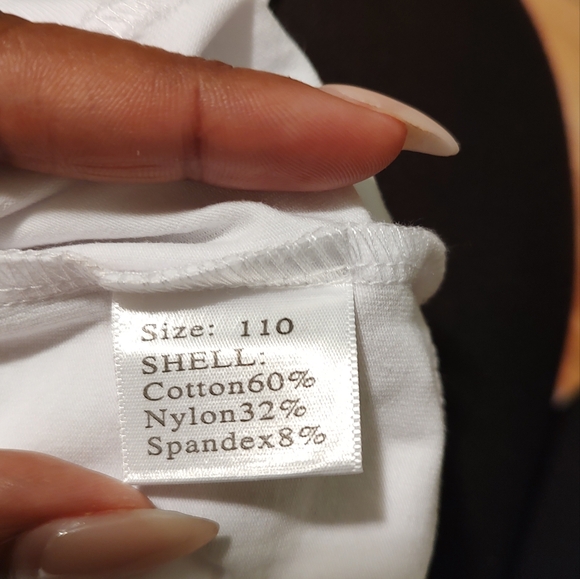 Size: 110
SHELL:
Cotton60%
Nylon32%
Spandex8%